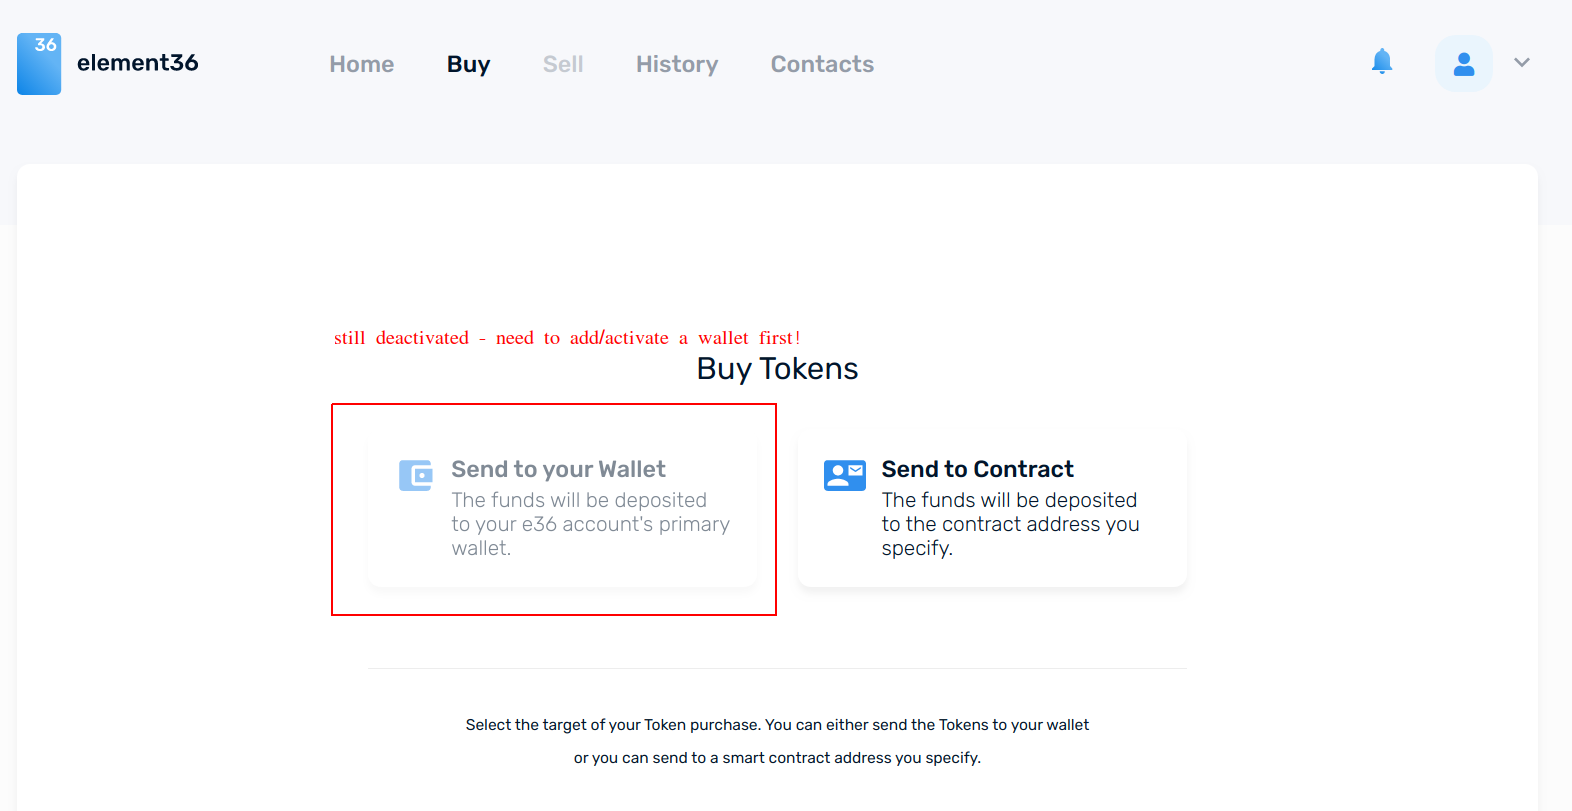 36
element36
Home Buy Sell History Contacts
still deactivated - need to add/activate a wallet first!
Buy Tokens
Send to your Wallet
The funds will be deposited
to your e36 account's primary
wallet.
Send to Contract
The funds will be deposited
to the contract address you
specify.
Select the target of your Token purchase. You can either send the Tokens to your wallet
or you can send to a smart contract address you specify.